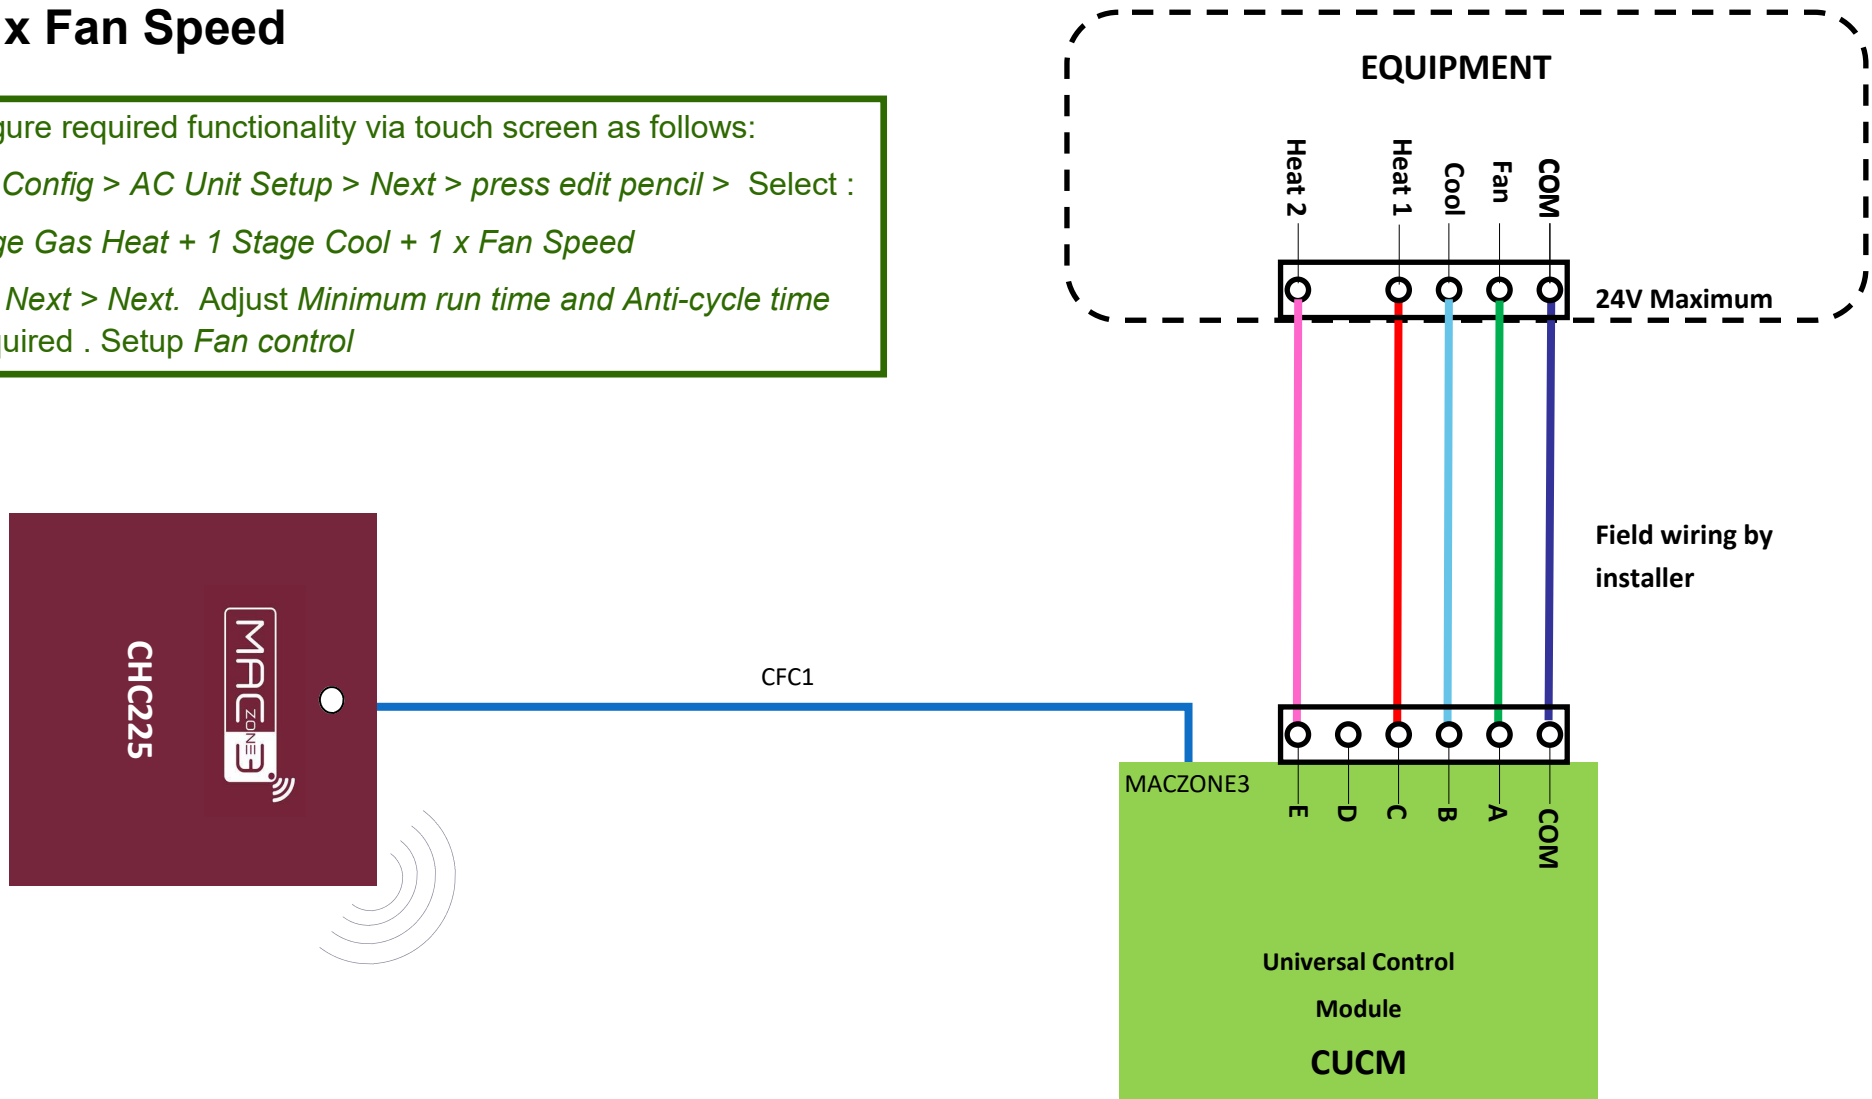 x Fan Speed
gure required functionality via touch screen as follows:
Config > AC Unit Setup > Next > press edit pencil > Select :
ge Gas Heat + 1 Stage Cool + 1 x Fan Speed
Next > Next. Adjust Minimum run time and Anti-cycle time
quired . Setup Fan control
EQUIPMENT
Heat 2
Heat 1
Cool
Fan
COM
24V Maximum
Field wiring by
installer
CHC225
MAC
ZONE
3
CFC1
MACZONE3
E
D
C
B
A
COM
Universal Control
Module
CUCM